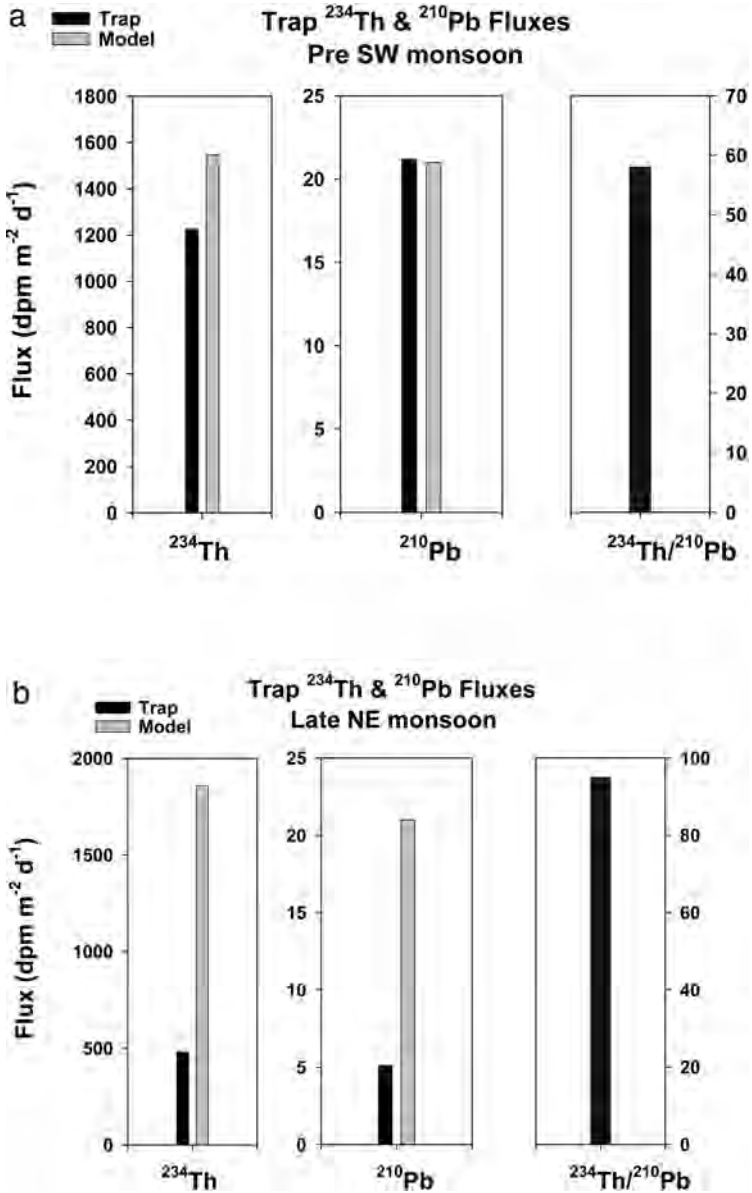 a
Trap
Model
Trap ²³⁴Th & ²¹⁰Pb Fluxes
Pre SW monsoon
Flux (dpm m⁻² d⁻¹)
1800
1600
1400
1200
1000
800
600
400
200
0
²³⁴Th
25
20
15
10
5
0
²¹⁰Pb
70
60
50
40
30
20
10
0
²³⁴Th/²¹⁰Pb
b
Trap
Model
Trap ²³⁴Th & ²¹⁰Pb Fluxes
Late NE monsoon
Flux (dpm m⁻² d⁻¹)
2000
1500
1000
500
0
²³⁴Th
25
20
15
10
5
0
²¹⁰Pb
100
80
60
40
20
0
²³⁴Th/²¹⁰Pb